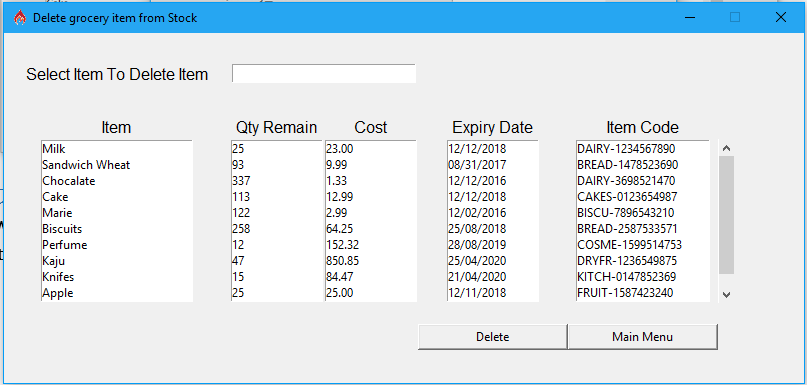 Delete grocery item from Stock
Select Item To Delete Item
Item Qty Remain Cost Expiry Date Item Code
Milk 25 23.00 12/12/2018 DAIRY-1234567890
Sandwich Wheat 93 9.99 08/31/2017 BREAD-1478523690
Chocalate 337 1.33 12/12/2016 DAIRY-3698521470
Cake 113 12.99 12/12/2018 CAKES-0123654987
Marie 122 2.99 12/02/2016 BISCU-7896543210
Biscuits 258 64.25 25/08/2018 BREAD-2587533571
Perfume 12 152.32 28/08/2019 COSME-1599514753
Kaju 47 850.85 25/04/2020 DRYFR-1236549875
Knifes 15 84.47 21/04/2020 KITCH-0147852369
Apple 25 25.00 12/11/2018 FRUIT-1587423240
Delete Main Menu